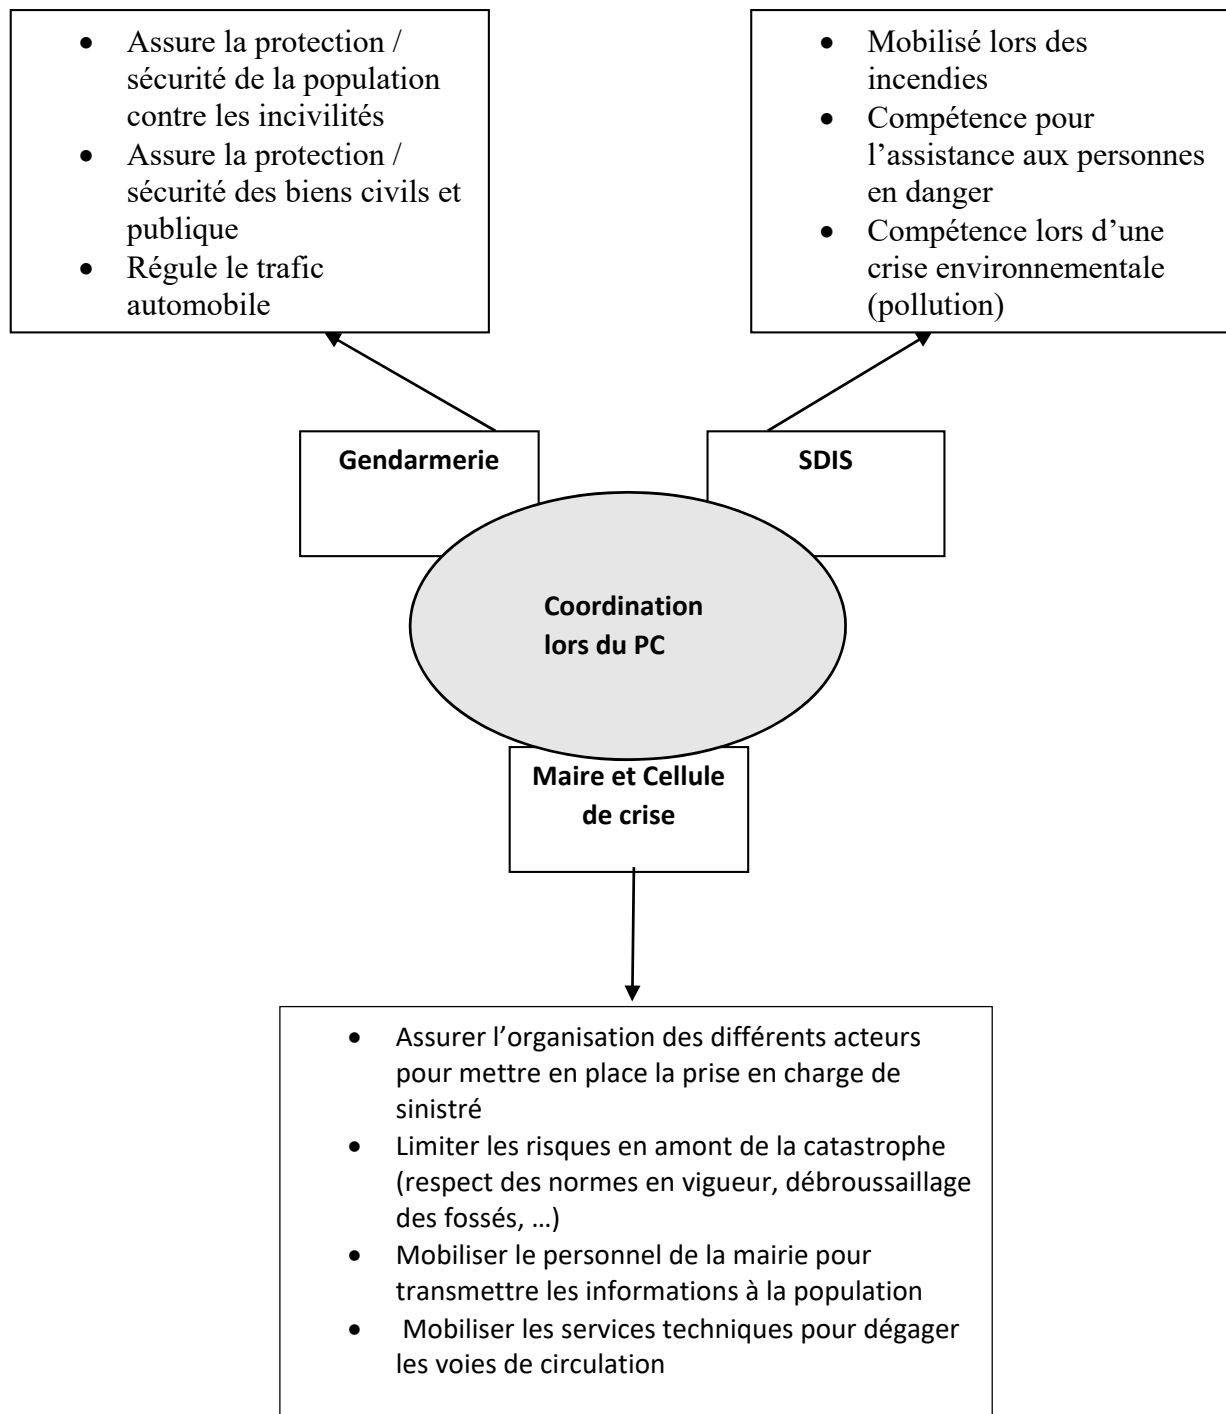 • Assure la protection /
sécurité de la population
contre les incivilités
• Assure la protection /
sécurité des biens civils et
publique
• Régule le trafic
automobile
• Mobilisé lors des
incendies
• Compétence pour
l’assistance aux personnes
en danger
• Compétence lors d’une
crise environnementale
(pollution)
Gendarmerie
SDIS
Coordination
lors du PC
Maire et Cellule
de crise
• Assurer l’organisation des différents acteurs
pour mettre en place la prise en charge de
sinistré
• Limiter les risques en amont de la catastrophe
(respect des normes en vigueur, débroussaillage
des fossés, …)
• Mobiliser le personnel de la mairie pour
transmettre les informations à la population
• Mobiliser les services techniques pour dégager
les voies de circulation